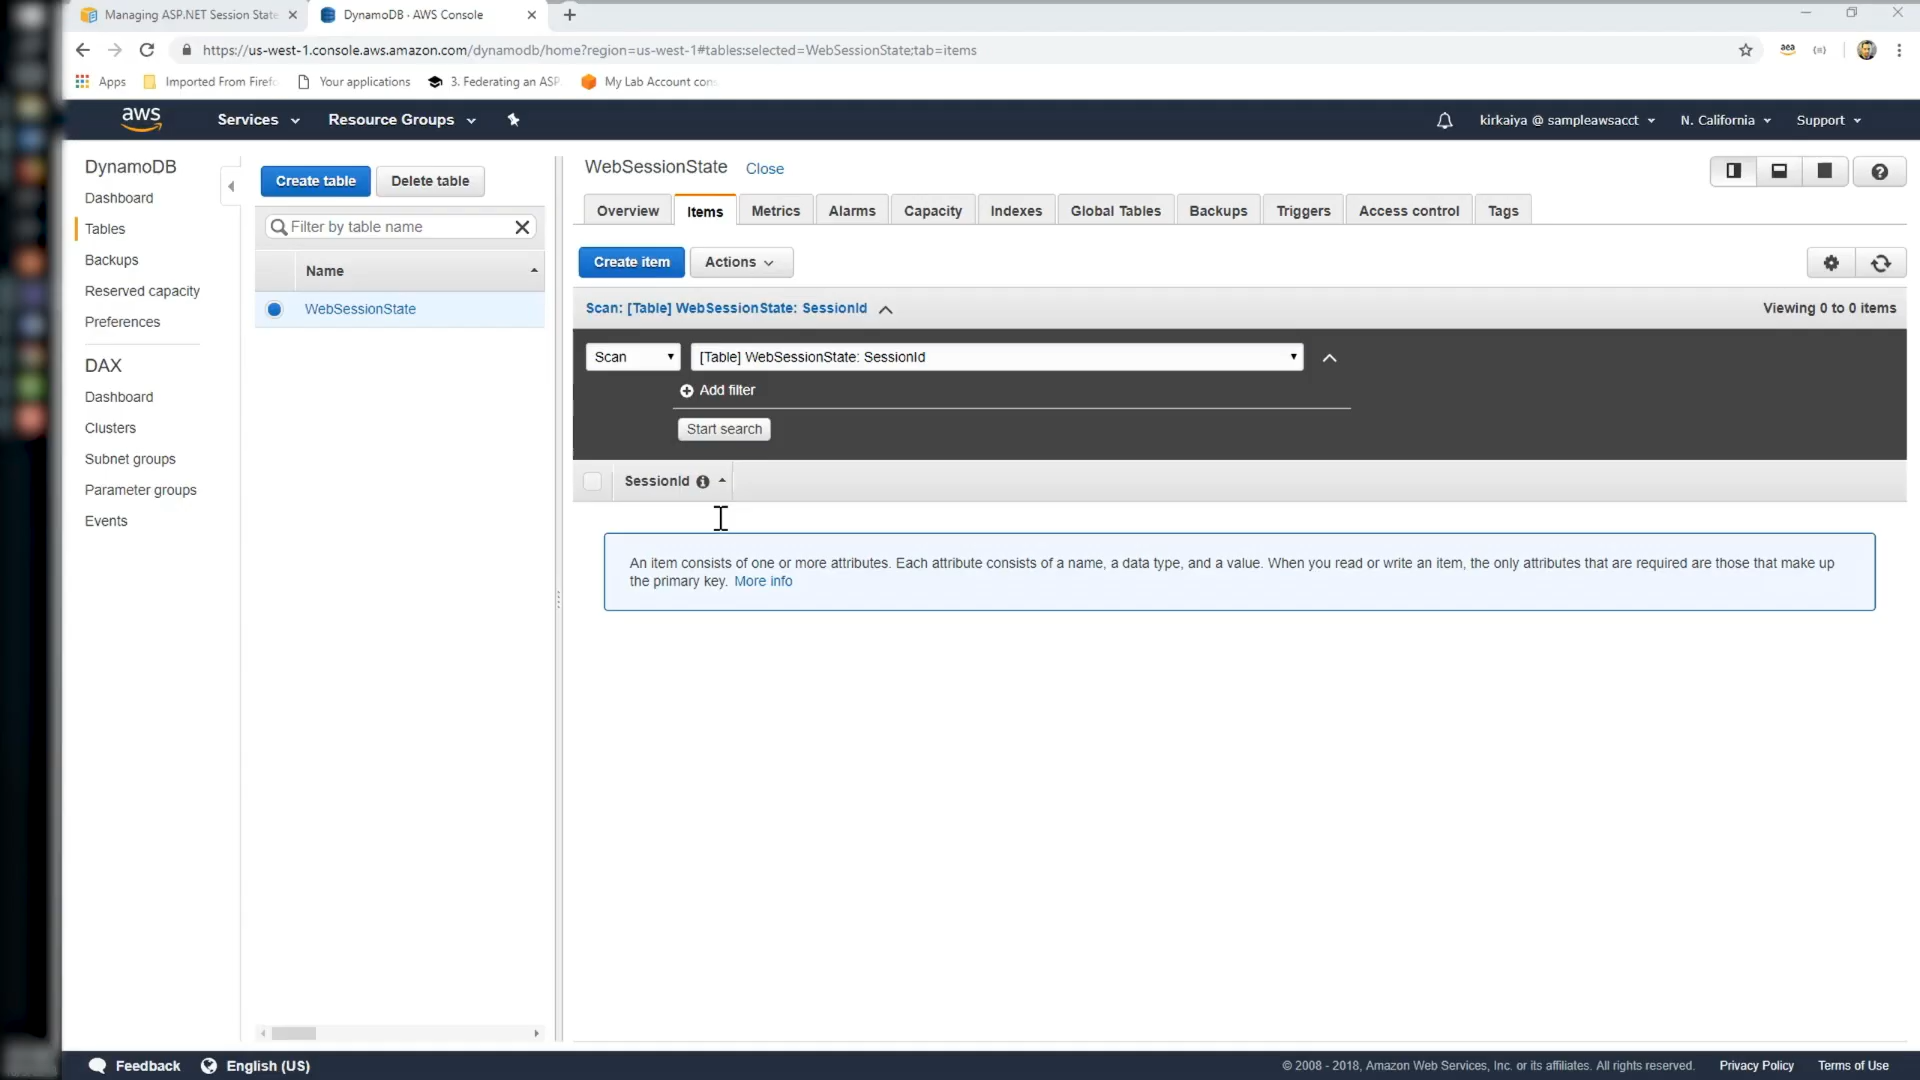 Managing ASP.NET Session State
DynamoDB · AWS Console
https://us-west-1.console.aws.amazon.com/dynamodb/home?region=us-west-1#tables:selected=WebSessionState;tab=items
Apps
Imported From Firefo
Your applications
3. Federating an ASP.
My Lab Account cons
aws
Services
Resource Groups
kirkaiya @ sampleawsacct
N. California
Support
DynamoDB
Dashboard
Tables
Backups
Reserved capacity
Preferences
DAX
Dashboard
Clusters
Subnet groups
Parameter groups
Events
Create table
Delete table
Filter by table name
Name
WebSessionState
WebSessionState
Close
Overview
Items
Metrics
Alarms
Capacity
Indexes
Global Tables
Backups
Triggers
Access control
Tags
Create item
Actions
Scan: [Table] WebSessionState: SessionId
Viewing 0 to 0 items
Scan
[Table] WebSessionState: SessionId
Add filter
Start search
SessionId
An item consists of one or more attributes. Each attribute consists of a name, a data type, and a value. When you read or write an item, the only attributes that are required are those that make up
the primary key. More info
Feedback
English (US)
© 2008 - 2018, Amazon Web Services, Inc. or its affiliates. All rights reserved.
Privacy Policy
Terms of Use